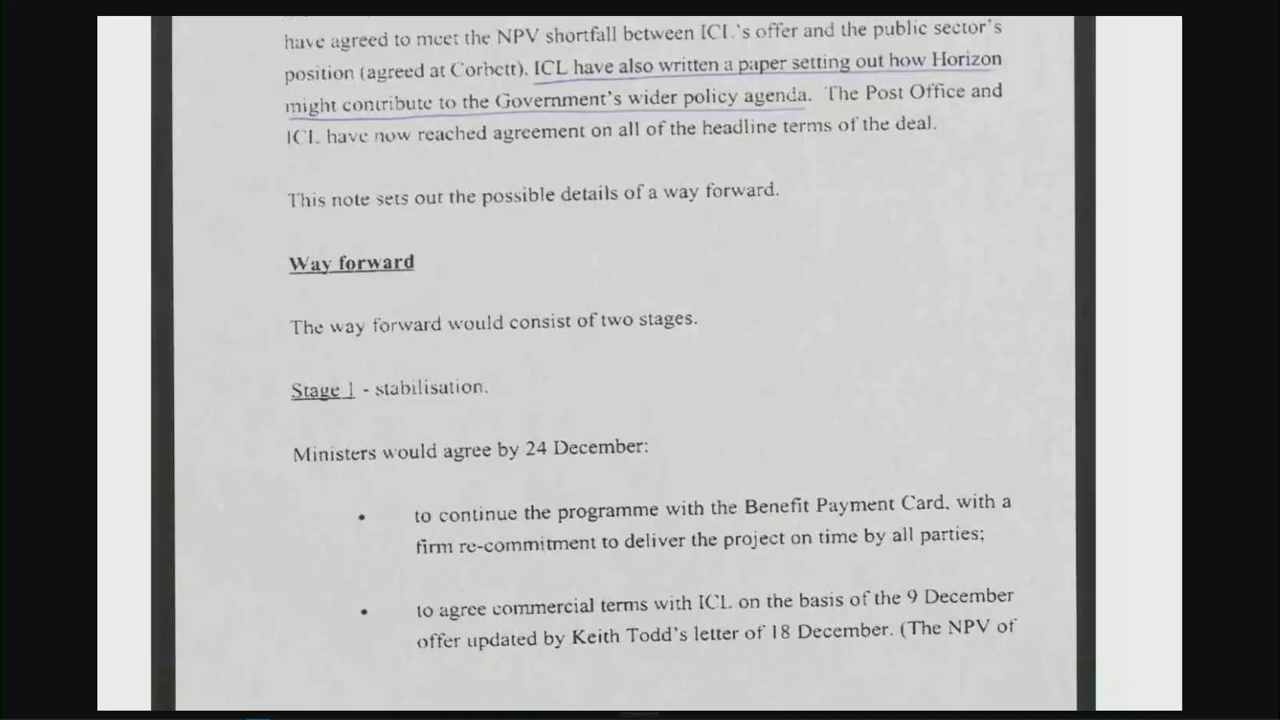 have agreed to meet the NPV shortfall between ICL's offer and the public sector's
position (agreed at Corbett). ICL have also written a paper setting out how Horizon
might contribute to the Government's wider policy agenda. The Post Office and
ICL have now reached agreement on all of the headline terms of the deal.
This note sets out the possible details of a way forward.
Way forward
The way forward would consist of two stages.
Stage 1 - stabilisation.
Ministers would agree by 24 December:
• to continue the programme with the Benefit Payment Card, with a
firm re-commitment to deliver the project on time by all parties;
• to agree commercial terms with ICL on the basis of the 9 December
offer updated by Keith Todd's letter of 18 December. (The NPV of